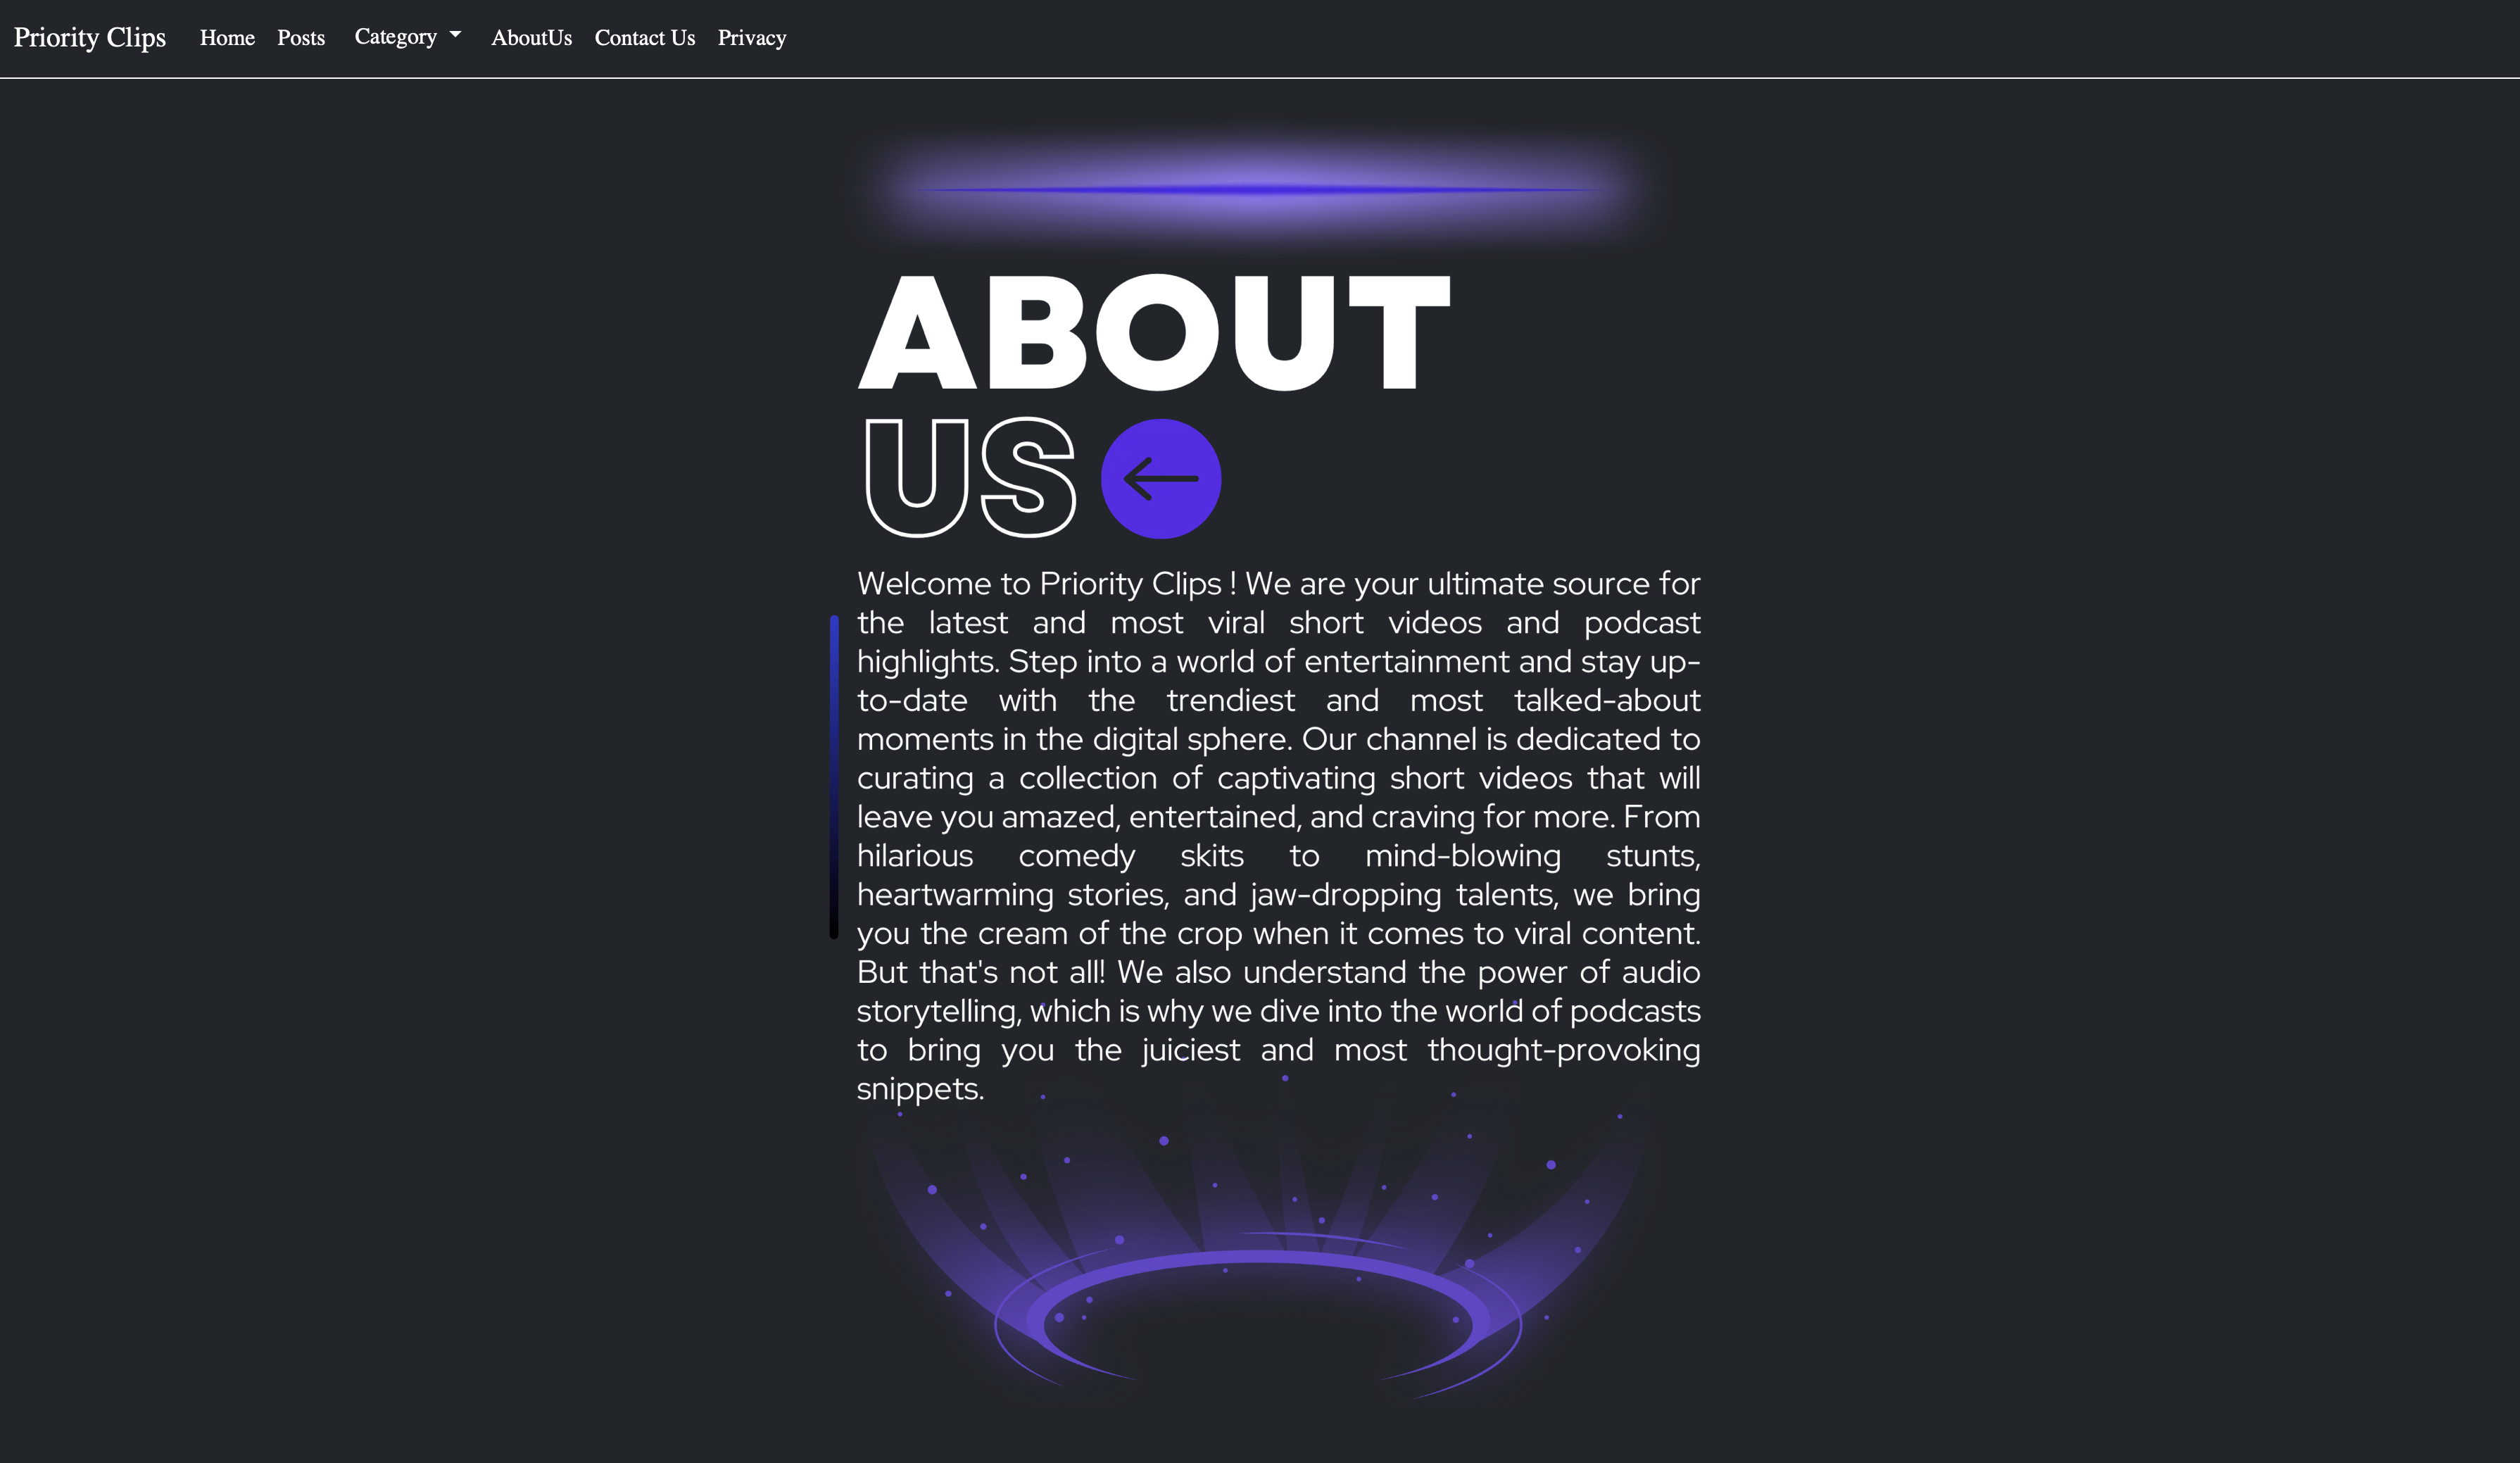 Priority Clips Home Posts Category AboutUs Contact Us Privacy
ABOUT
US
Welcome to Priority Clips ! We are your ultimate source for
the latest and most viral short videos and podcast
highlights. Step into a world of entertainment and stay up-
to-date with the trendiest and most talked-about
moments in the digital sphere. Our channel is dedicated to
curating a collection of captivating short videos that will
leave you amazed, entertained, and craving for more. From
hilarious comedy skits to mind-blowing stunts,
heartwarming stories, and jaw-dropping talents, we bring
you the cream of the crop when it comes to viral content.
But that's not all! We also understand the power of audio
storytelling, which is why we dive into the world of podcasts
to bring you the juiciest and most thought-provoking
snippets.